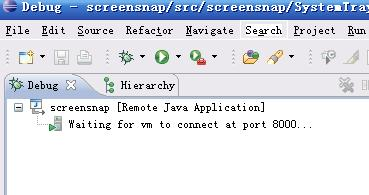 Debug - screensnap/src/screensnap/SystemTray
File Edit Source Refactor Navigate Search Project Run
Debug Hierarchy
screensnap [Remote Java Application]
Waiting for vm to connect at port 8000...